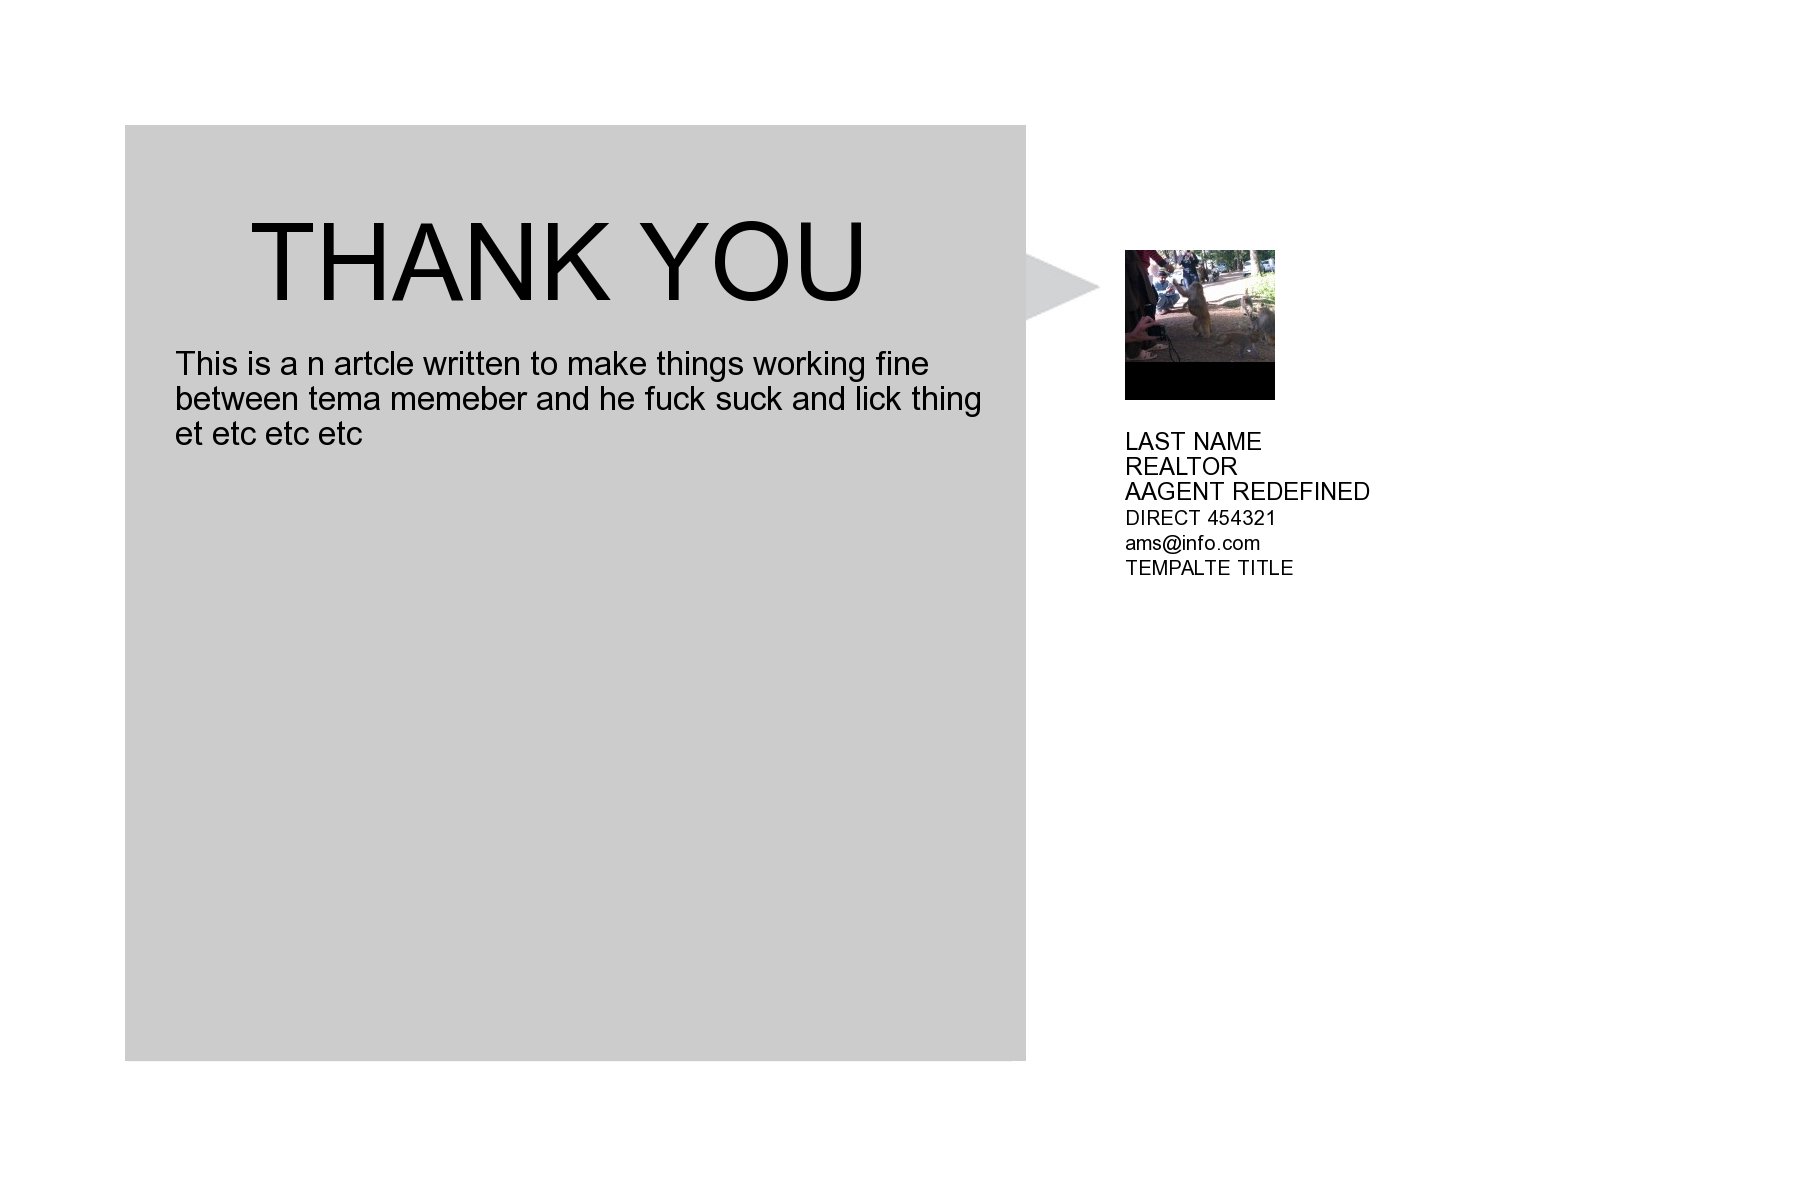 THANK YOU
This is a n artcle written to make things working fine
between tema memeber and he fuck suck and lick thing
et etc etc etc
LAST NAME
REALTOR
AAGENT REDEFINED
DIRECT 454321
ams@info.com
TEMPALTE TITLE